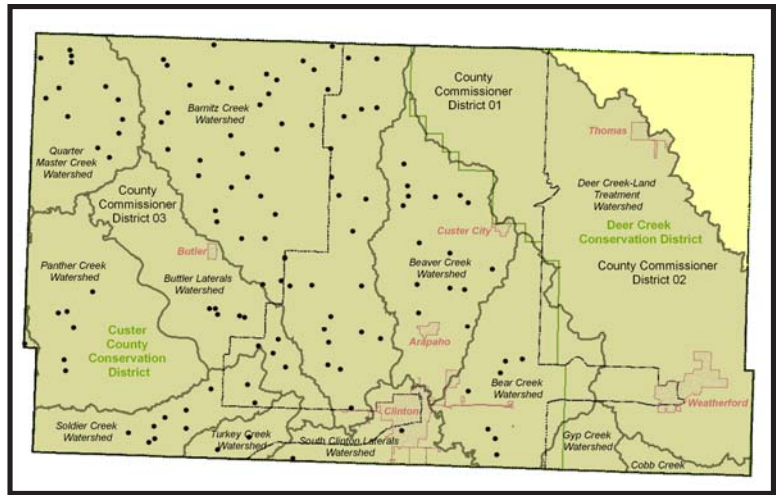 County
Commissioner
District 01
Barnitz Creek
Watershed
Thomas
Quarter
Master Creek
Watershed
County
Commissioner
District 03
Deer Creek-Land
Treatment
Watershed
Deer Creek
Conservation District
Custer City
Butler
Beaver Creek
Watershed
County Commissioner
District 02
Panther Creek
Watershed
Buttler Laterals
Watershed
Custer
County
Conservation
District
Arapaho
Bear Creek
Watershed
Weatherford
Clinton
Soldier Creek
Watershed
Turkey Creek
Watershed
South Clinton Laterals
Watershed
Gyp Creek
Watershed
Cobb Creek